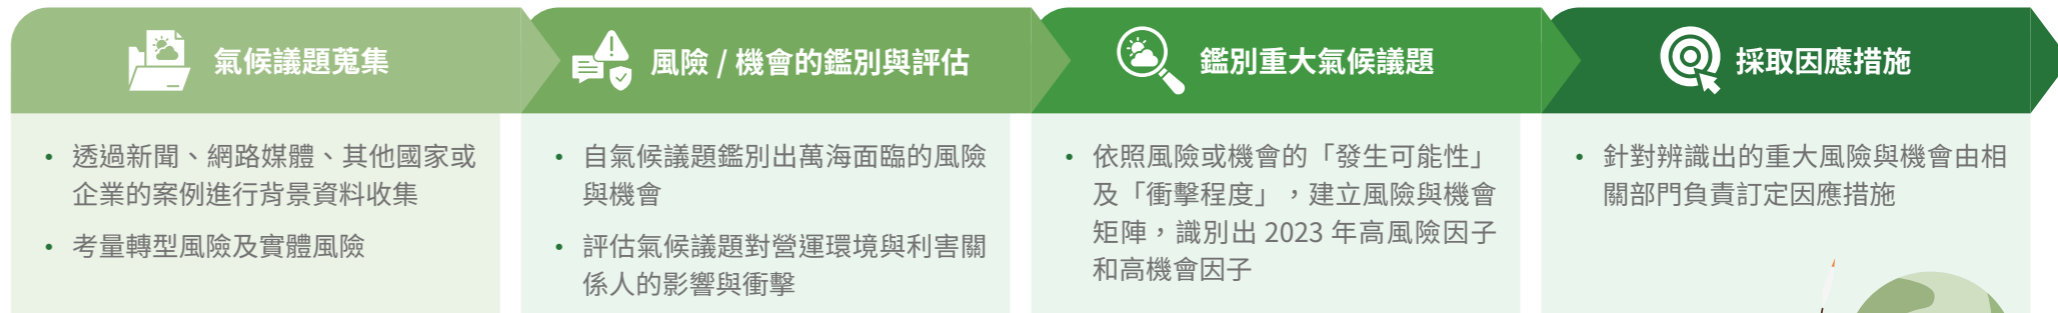 氣候議題蒐集
• 透過新聞、網路媒體、其他國家或
企業的案例進行背景資料收集
• 考量轉型風險及實體風險
風險 / 機會的鑑別與評估
• 自氣候議題鑑別出萬海面臨的風險
與機會
• 評估氣候議題對營運環境與利害關
係人的影響與衝擊
鑑別重大氣候議題
• 依照風險或機會的「發生可能性」
及「衝擊程度」，建立風險與機會
矩陣，識別出 2023 年高風險因子
和高機會因子
採取因應措施
• 針對辨識出的重大風險與機會由相
關部門負責訂定因應措施